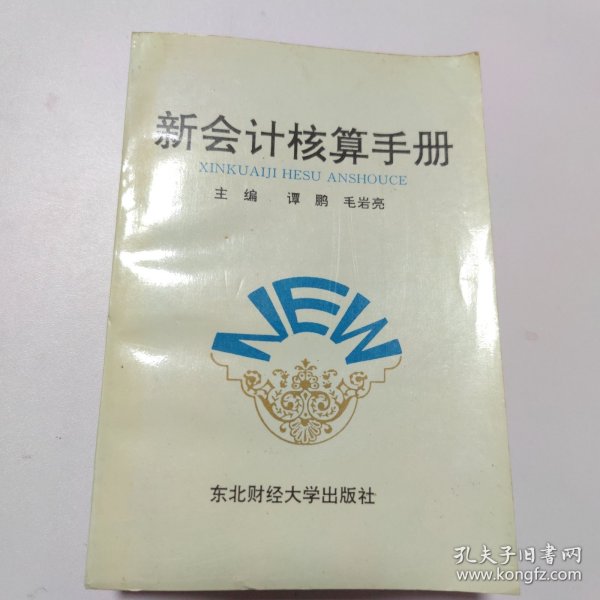 新会计核算手册
XINKUAIJI HESU ANSHOUCE
主编 谭鹏 毛岩亮
NEW
东北财经大学出版社
孔夫子旧书网
www.kongfz.com